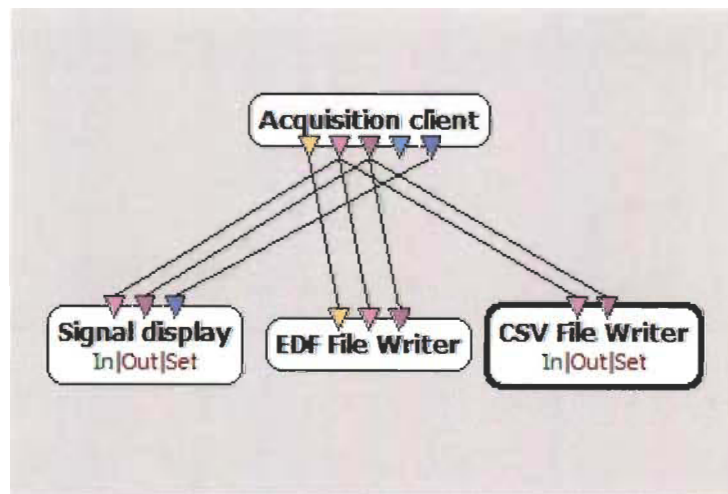 Acquisition client
Signal display
In|Out|Set
EDF File Writer
CSV File Writer
In|Out|Set